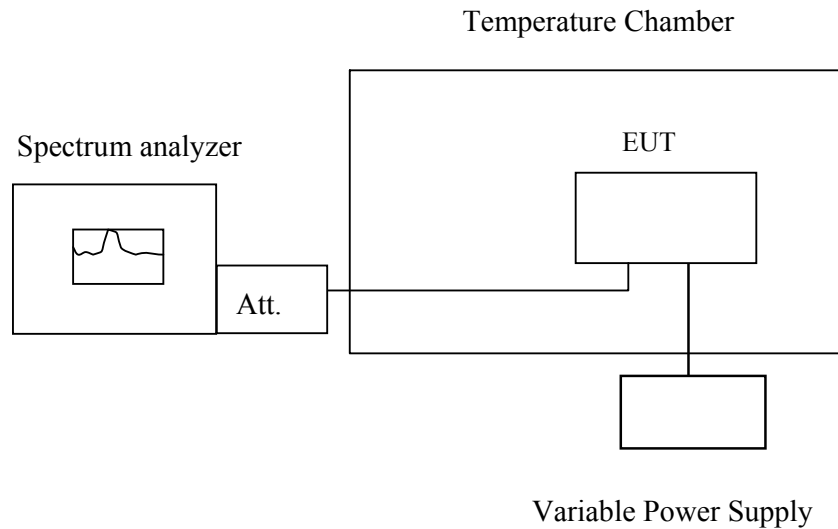 Temperature Chamber
Spectrum analyzer
EUT
Att.
Variable Power Supply